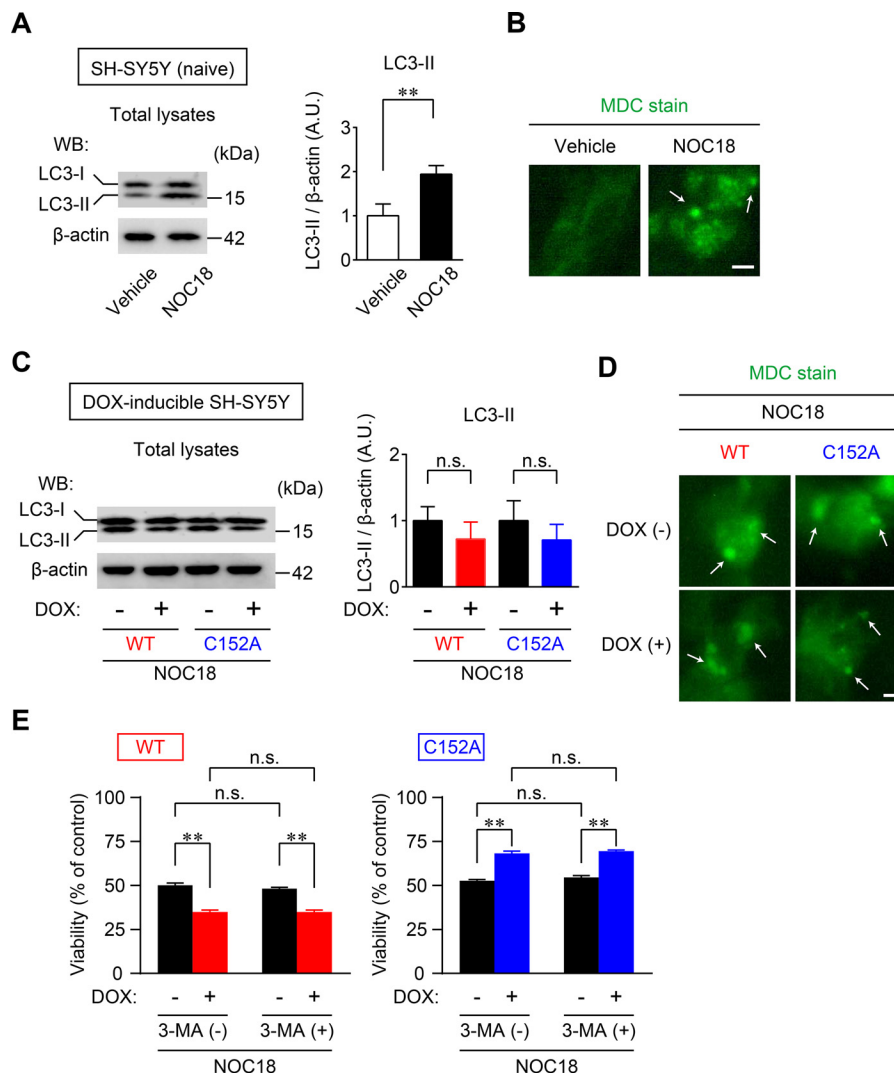 A
SH-SY5Y (naive)
Total lysates
WB:
(kDa)
LC3-I
LC3-II
15
β-actin
42
Vehicle
NOC18
LC3-II
**
LC3-II / β-actin (A.U.)
3
2
1
0
Vehicle
NOC18
B
MDC stain
Vehicle
NOC18
C
DOX-inducible SH-SY5Y
Total lysates
WB:
(kDa)
LC3-I
LC3-II
15
β-actin
42
DOX:
- + - +
WT C152A
NOC18
LC3-II
LC3-II / β-actin (A.U.)
n.s. n.s.
2
1
0
DOX: - + - +
WT C152A
NOC18
D
MDC stain
NOC18
WT C152A
DOX (-)
DOX (+)
E
WT
n.s.
n.s.
** **
Viability (% of control)
100
75
50
25
0
DOX: - + - +
3-MA (-) 3-MA (+)
NOC18
C152A
n.s.
n.s.
** **
Viability (% of control)
100
75
50
25
0
DOX: - + - +
3-MA (-) 3-MA (+)
NOC18